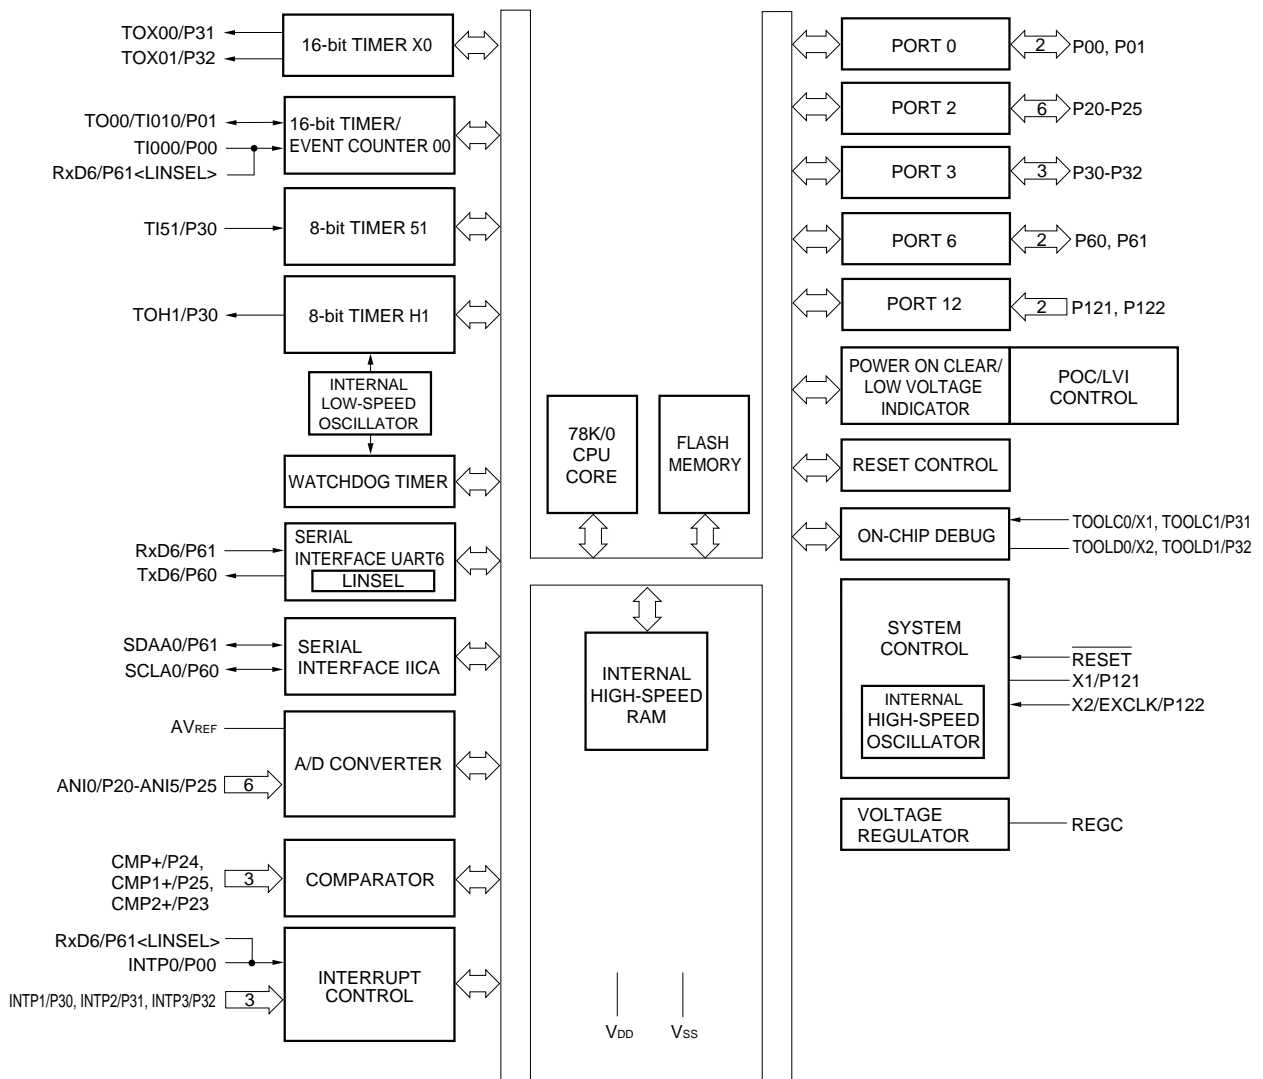 TOX00/P31
TOX01/P32
16-bit TIMER X0
TO00/TI010/P01
TI000/P00
RxD6/P61<LINSEL>
16-bit TIMER/
EVENT COUNTER 00
TI51/P30
8-bit TIMER 51
TOH1/P30
8-bit TIMER H1
INTERNAL
LOW-SPEED
OSCILLATOR
WATCHDOG TIMER
RxD6/P61
TxD6/P60
SERIAL
INTERFACE UART6
LINSEL
SDAA0/P61
SCLA0/P60
SERIAL
INTERFACE IICA
AVREF
ANI0/P20-ANI5/P25
6
A/D CONVERTER
CMP+/P24,
CMP1+/P25,
CMP2+/P23
3
COMPARATOR
RxD6/P61<LINSEL>
INTP0/P00
INTP1/P30, INTP2/P31, INTP3/P32
3
INTERRUPT
CONTROL
78K/0
CPU
CORE
FLASH
MEMORY
INTERNAL
HIGH-SPEED
RAM
VDD
VSS
PORT 0
2
P00, P01
PORT 2
6
P20-P25
PORT 3
3
P30-P32
PORT 6
2
P60, P61
PORT 12
2
P121, P122
POWER ON CLEAR/
LOW VOLTAGE
INDICATOR
POC/LVI
CONTROL
RESET CONTROL
ON-CHIP DEBUG
TOOLC0/X1, TOOLC1/P31
TOOLD0/X2, TOOLD1/P32
SYSTEM
CONTROL
INTERNAL
HIGH-SPEED
OSCILLATOR
RESET
X1/P121
X2/EXCLK/P122
VOLTAGE
REGULATOR
REGC